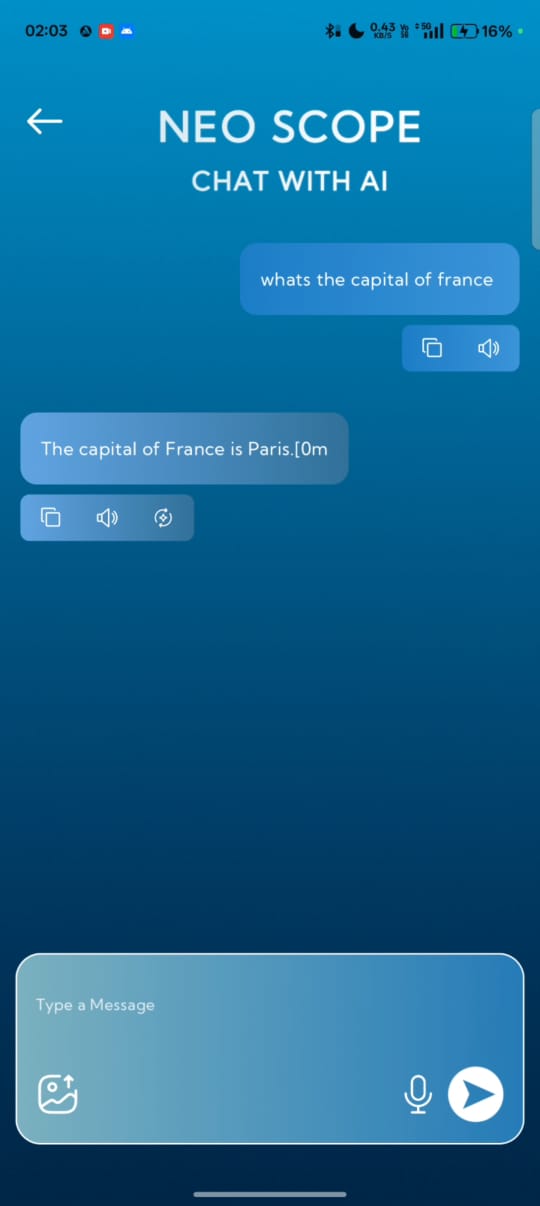 02:03
0.43
KB/S
5G
16%
NEO SCOPE
CHAT WITH AI
whats the capital of france
The capital of France is Paris.[0m
Type a Message